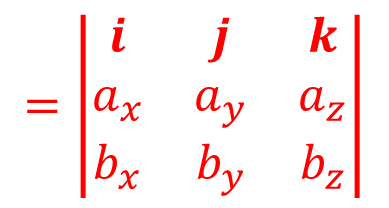 i j k
= | a_x a_y a_z |
b_x b_y b_z